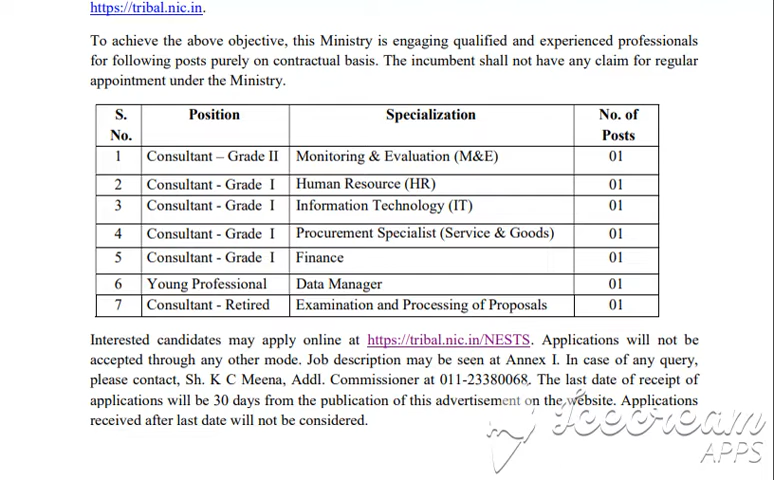 https://tribal.nic.in.
To achieve the above objective, this Ministry is engaging qualified and experienced professionals
for following posts purely on contractual basis. The incumbent shall not have any claim for regular
appointment under the Ministry.
S. No. Position Specialization No. of Posts
1 Consultant – Grade II Monitoring & Evaluation (M&E) 01
2 Consultant - Grade I Human Resource (HR) 01
3 Consultant - Grade I Information Technology (IT) 01
4 Consultant - Grade I Procurement Specialist (Service & Goods) 01
5 Consultant - Grade I Finance 01
6 Young Professional Data Manager 01
7 Consultant - Retired Examination and Processing of Proposals 01
Interested candidates may apply online at https://tribal.nic.in/NESTS. Applications will not be
accepted through any other mode. Job description may be seen at Annex I. In case of any query,
please contact, Sh. K C Meena, Addl. Commissioner at 011-23380068. The last date of receipt of
applications will be 30 days from the publication of this advertisement on the website. Applications
received after last date will not be considered.
Icecream
APPS